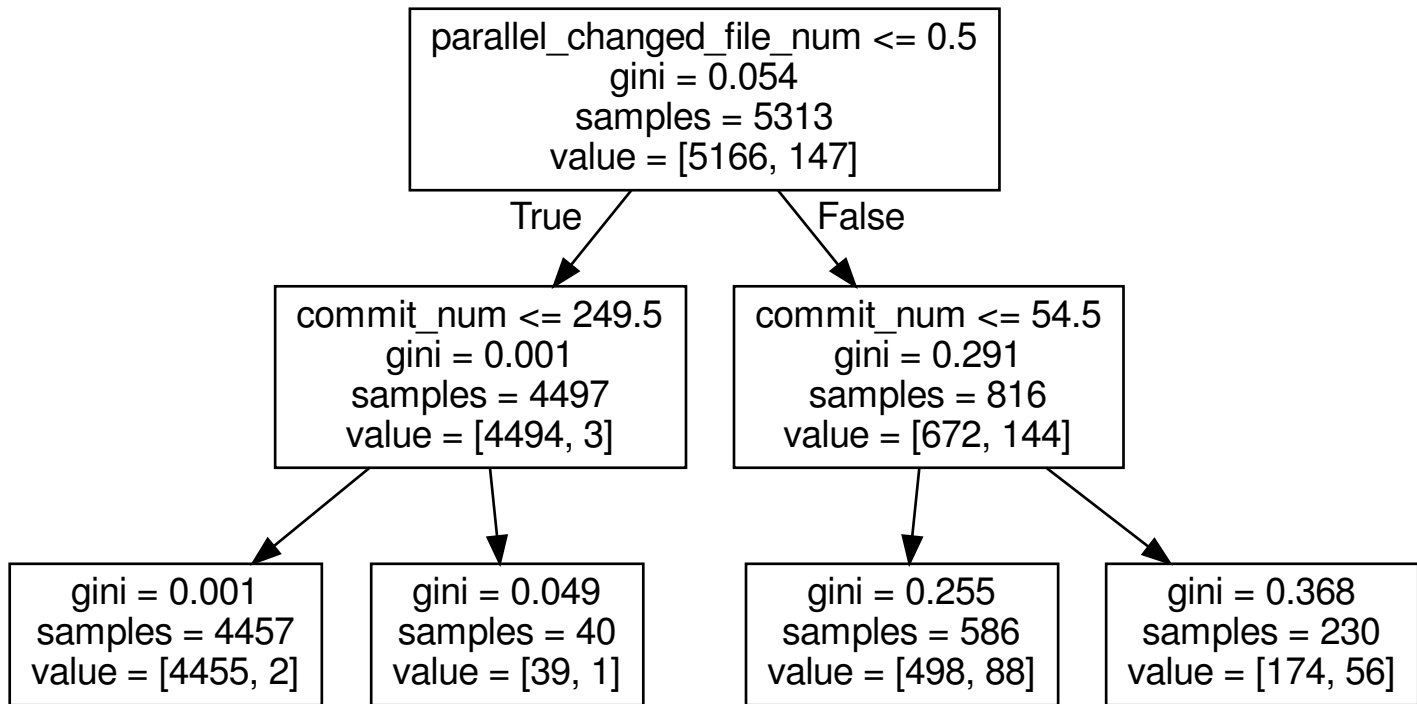 parallel_changed_file_num <= 0.5
gini = 0.054
samples = 5313
value = [5166, 147]
True
False
commit_num <= 249.5
gini = 0.001
samples = 4497
value = [4494, 3]
commit_num <= 54.5
gini = 0.291
samples = 816
value = [672, 144]
gini = 0.001
samples = 4457
value = [4455, 2]
gini = 0.049
samples = 40
value = [39, 1]
gini = 0.255
samples = 586
value = [498, 88]
gini = 0.368
samples = 230
value = [174, 56]